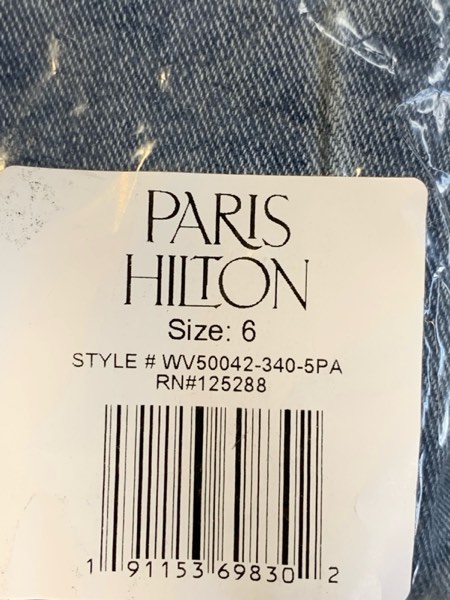 PARIS
HILTON
Size: 6
STYLE # WV50042-340-5PA
RN#125288
1 91153 69830 2